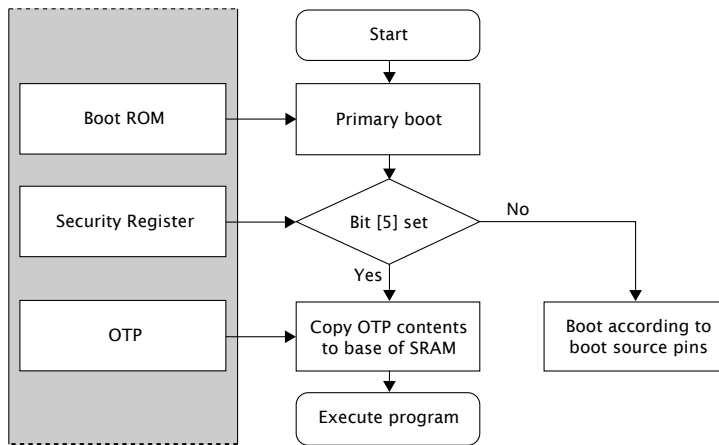 Start
Boot ROM
Primary boot
Security Register
Bit [5] set
No
Yes
OTP
Copy OTP contents
to base of SRAM
Boot according to
boot source pins
Execute program